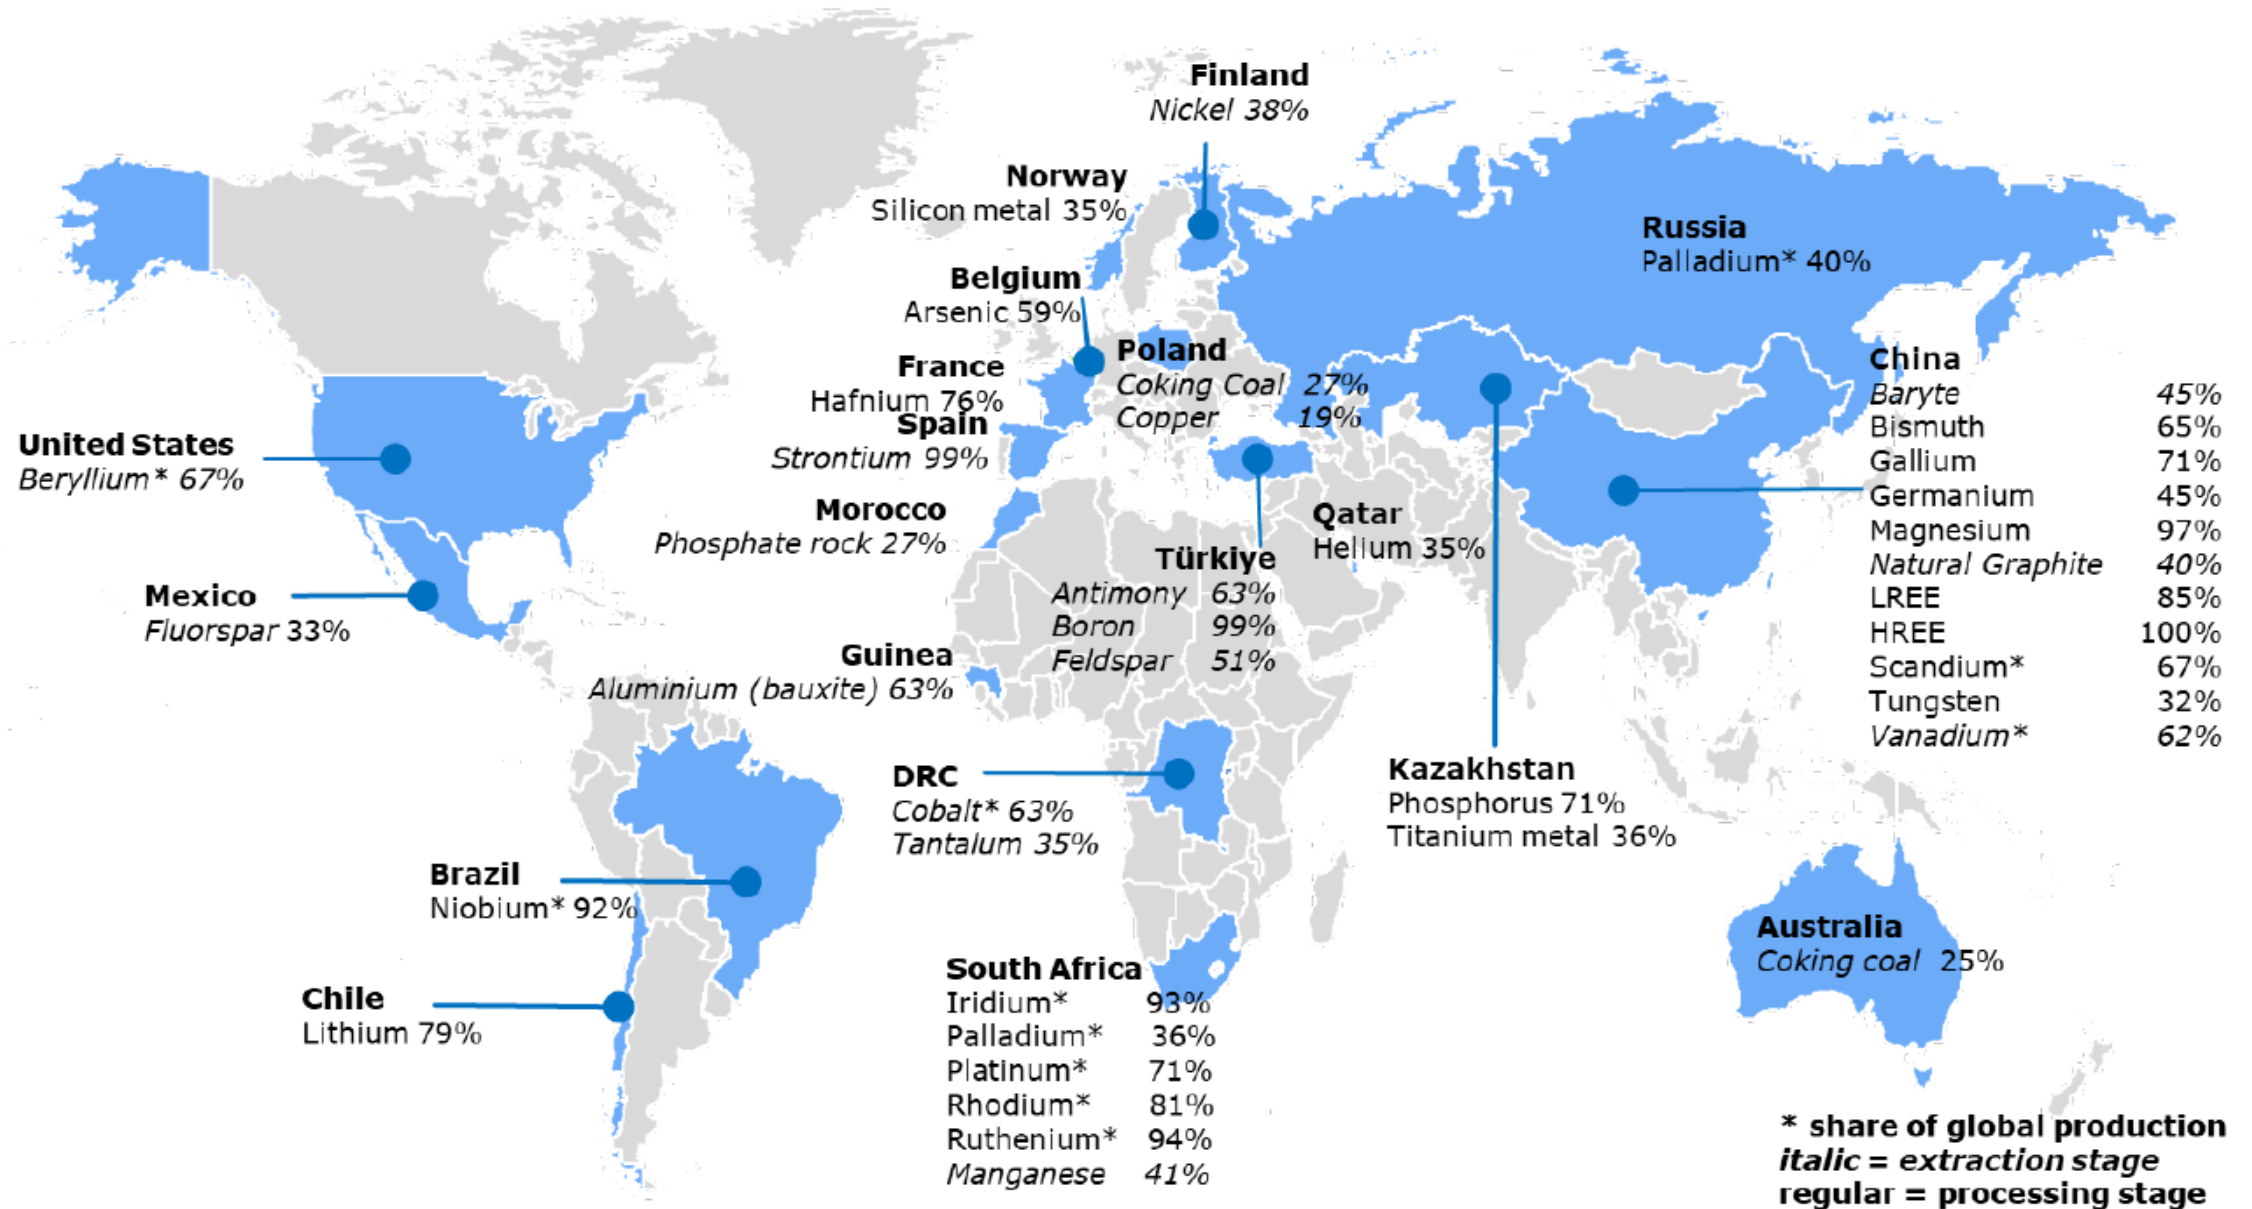 Finland
Nickel 38%
Norway
Silicon metal 35%
Russia
Palladium* 40%
Belgium
Arsenic 59%
Poland
Coking Coal 27%
Copper 19%
France
Hafnium 76%
Spain
Strontium 99%
China
Baryte 45%
Bismuth 65%
Gallium 71%
Germanium 45%
Magnesium 97%
Natural Graphite 40%
LREE 85%
HREE 100%
Scandium* 67%
Tungsten 32%
Vanadium* 62%
United States
Beryllium* 67%
Morocco
Phosphate rock 27%
Qatar
Helium 35%
Türkiye
Antimony 63%
Boron 99%
Feldspar 51%
Mexico
Fluorspar 33%
Guinea
Aluminium (bauxite) 63%
DRC
Cobalt* 63%
Tantalum 35%
Kazakhstan
Phosphorus 71%
Titanium metal 36%
Brazil
Niobium* 92%
Australia
Coking coal 25%
South Africa
Iridium* 93%
Palladium* 36%
Platinum* 71%
Rhodium* 81%
Ruthenium* 94%
Manganese 41%
Chile
Lithium 79%
* share of global production
italic = extraction stage
regular = processing stage